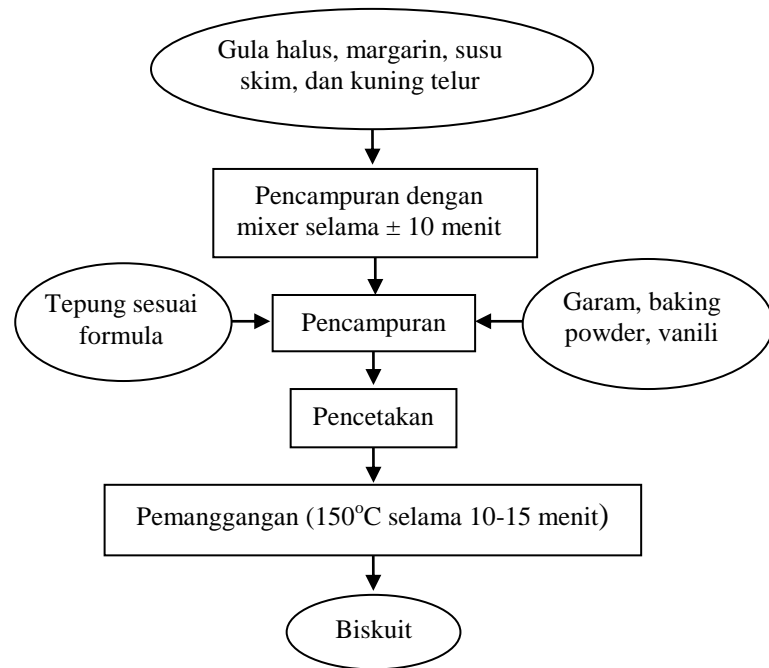 Gula halus, margarin, susu
skim, dan kuning telur
Pencampuran dengan
mixer selama ± 10 menit
Tepung sesuai
formula
Pencampuran
Garam, baking
powder, vanili
Pencetakan
Pemanggangan (150°C selama 10-15 menit)
Biskuit